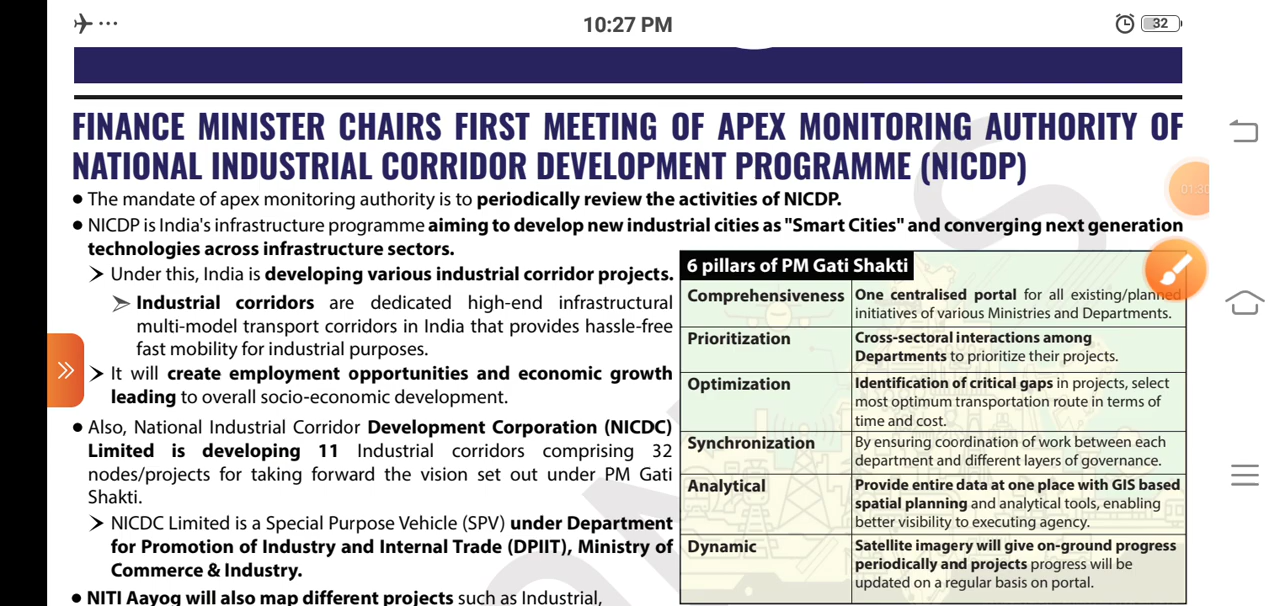 10:27 PM
32
FINANCE MINISTER CHAIRS FIRST MEETING OF APEX MONITORING AUTHORITY OF
NATIONAL INDUSTRIAL CORRIDOR DEVELOPMENT PROGRAMME (NICDP)
01:30
● The mandate of apex monitoring authority is to periodically review the activities of NICDP.
● NICDP is India's infrastructure programme aiming to develop new industrial cities as "Smart Cities" and converging next generation
technologies across infrastructure sectors.
➤ Under this, India is developing various industrial corridor projects.
➤ Industrial corridors are dedicated high-end infrastructural
multi-model transport corridors in India that provides hassle-free
fast mobility for industrial purposes.
➤ It will create employment opportunities and economic growth
leading to overall socio-economic development.
● Also, National Industrial Corridor Development Corporation (NICDC)
Limited is developing 11 Industrial corridors comprising 32
nodes/projects for taking forward the vision set out under PM Gati
Shakti.
➤ NICDC Limited is a Special Purpose Vehicle (SPV) under Department
for Promotion of Industry and Internal Trade (DPIIT), Ministry of
Commerce & Industry.
● NITI Aayog will also map different projects such as Industrial,
6 pillars of PM Gati Shakti
Comprehensiveness
One centralised portal for all existing/planned
initiatives of various Ministries and Departments.
Prioritization
Cross-sectoral interactions among
Departments to prioritize their projects.
Optimization
Identification of critical gaps in projects, select
most optimum transportation route in terms of
time and cost.
Synchronization
By ensuring coordination of work between each
department and different layers of governance.
Analytical
Provide entire data at one place with GIS based
spatial planning and analytical tools, enabling
better visibility to executing agency.
Dynamic
Satellite imagery will give on-ground progress
periodically and projects progress will be
updated on a regular basis on portal.